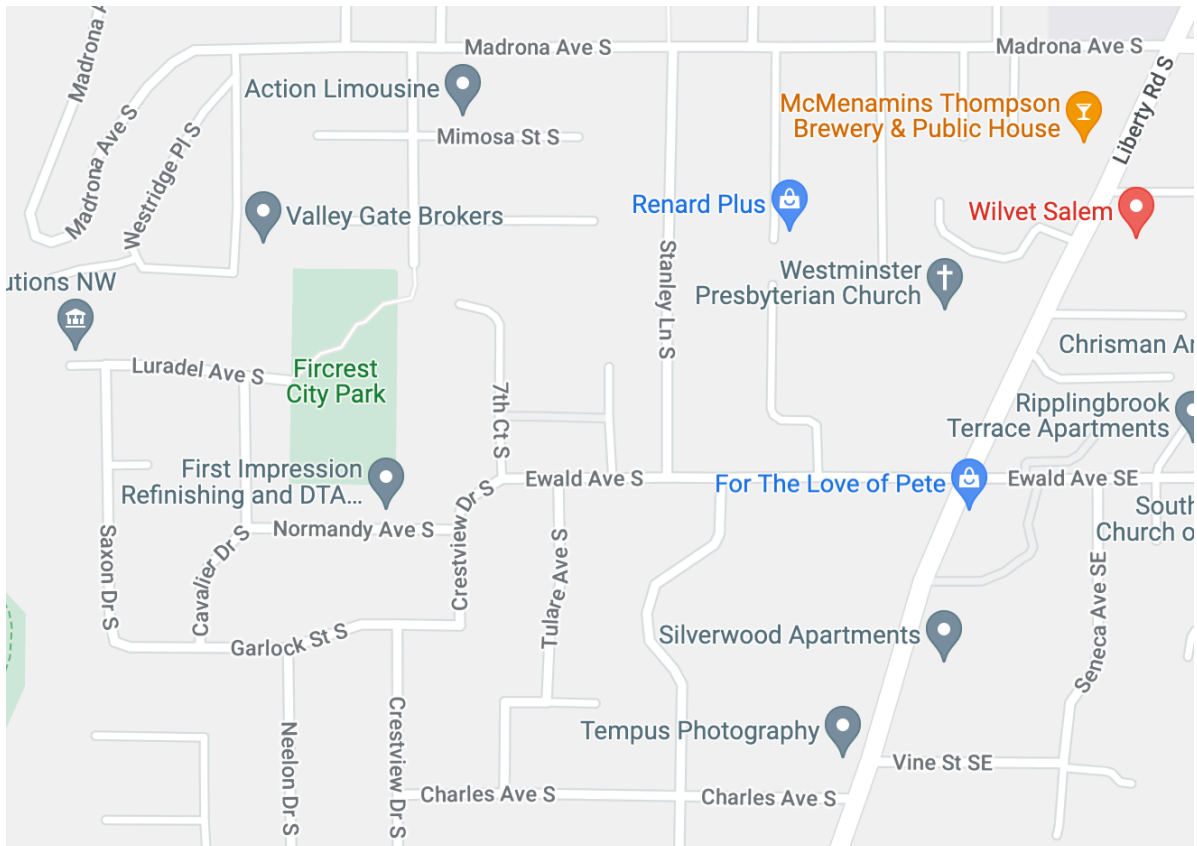 Madrona A
Madrona Ave S
Madrona Ave S
Madrona Ave S
Liberty Rd S
Action Limousine
Mimosa St S
McMenamins Thompson
Brewery & Public House
Westridge Pl S
Valley Gate Brokers
Renard Plus
Wilvet Salem
Stanley Ln S
Westminster
Presbyterian Church
utions NW
Luradel Ave S
Fircrest
City Park
Chrisman Ar
7th Ct S
Ripplingbrook
Terrace Apartments
First Impression
Refinishing and DTA...
Ewald Ave S
For The Love of Pete
Ewald Ave SE
South
Church o
Normandy Ave S
Crestview Dr S
Saxon Dr S
Cavalier Dr S
Tulare Ave S
Seneca Ave SE
Garlock St S
Silverwood Apartments
Neelon Dr S
Crestview Dr S
Tempus Photography
Vine St SE
Charles Ave S
Charles Ave S